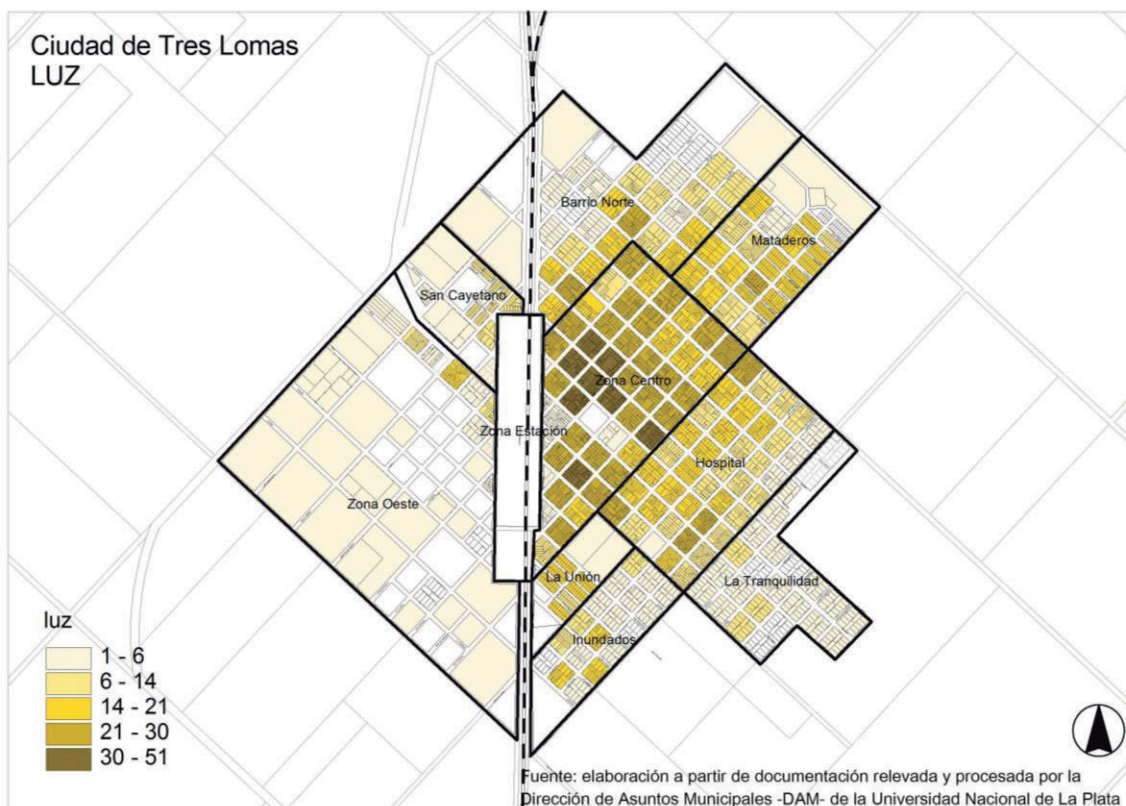 Ciudad de Tres Lomas
LUZ
Barrio Norte
Mataderos
San Cayetano
Zona Centro
Zona Estación
Hospital
Zona Oeste
La Unión
La Tranquilidad
Inundados
luz
1 - 6
6 - 14
14 - 21
21 - 30
30 - 51
Fuente: elaboración a partir de documentación relevada y procesada por la
Dirección de Asuntos Municipales -DAM- de la Universidad Nacional de La Plata